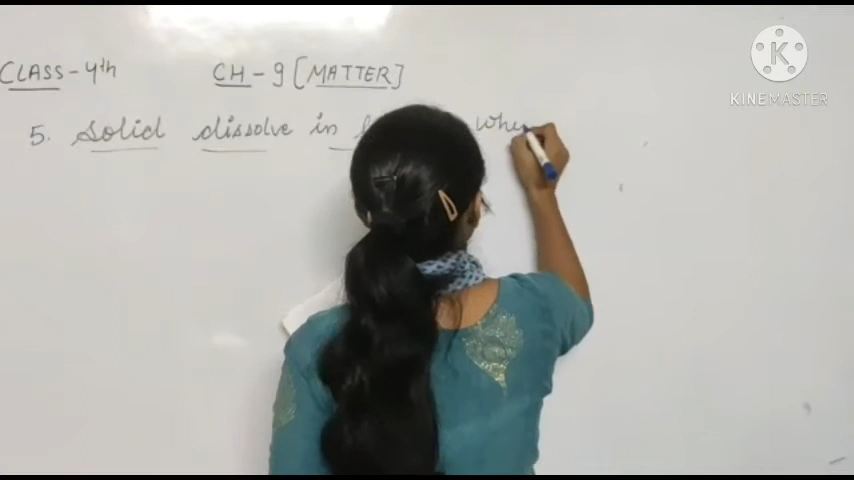 CLASS-4th CH-9 [MATTER]
5. Solid dissolve in
K
KINEMASTER